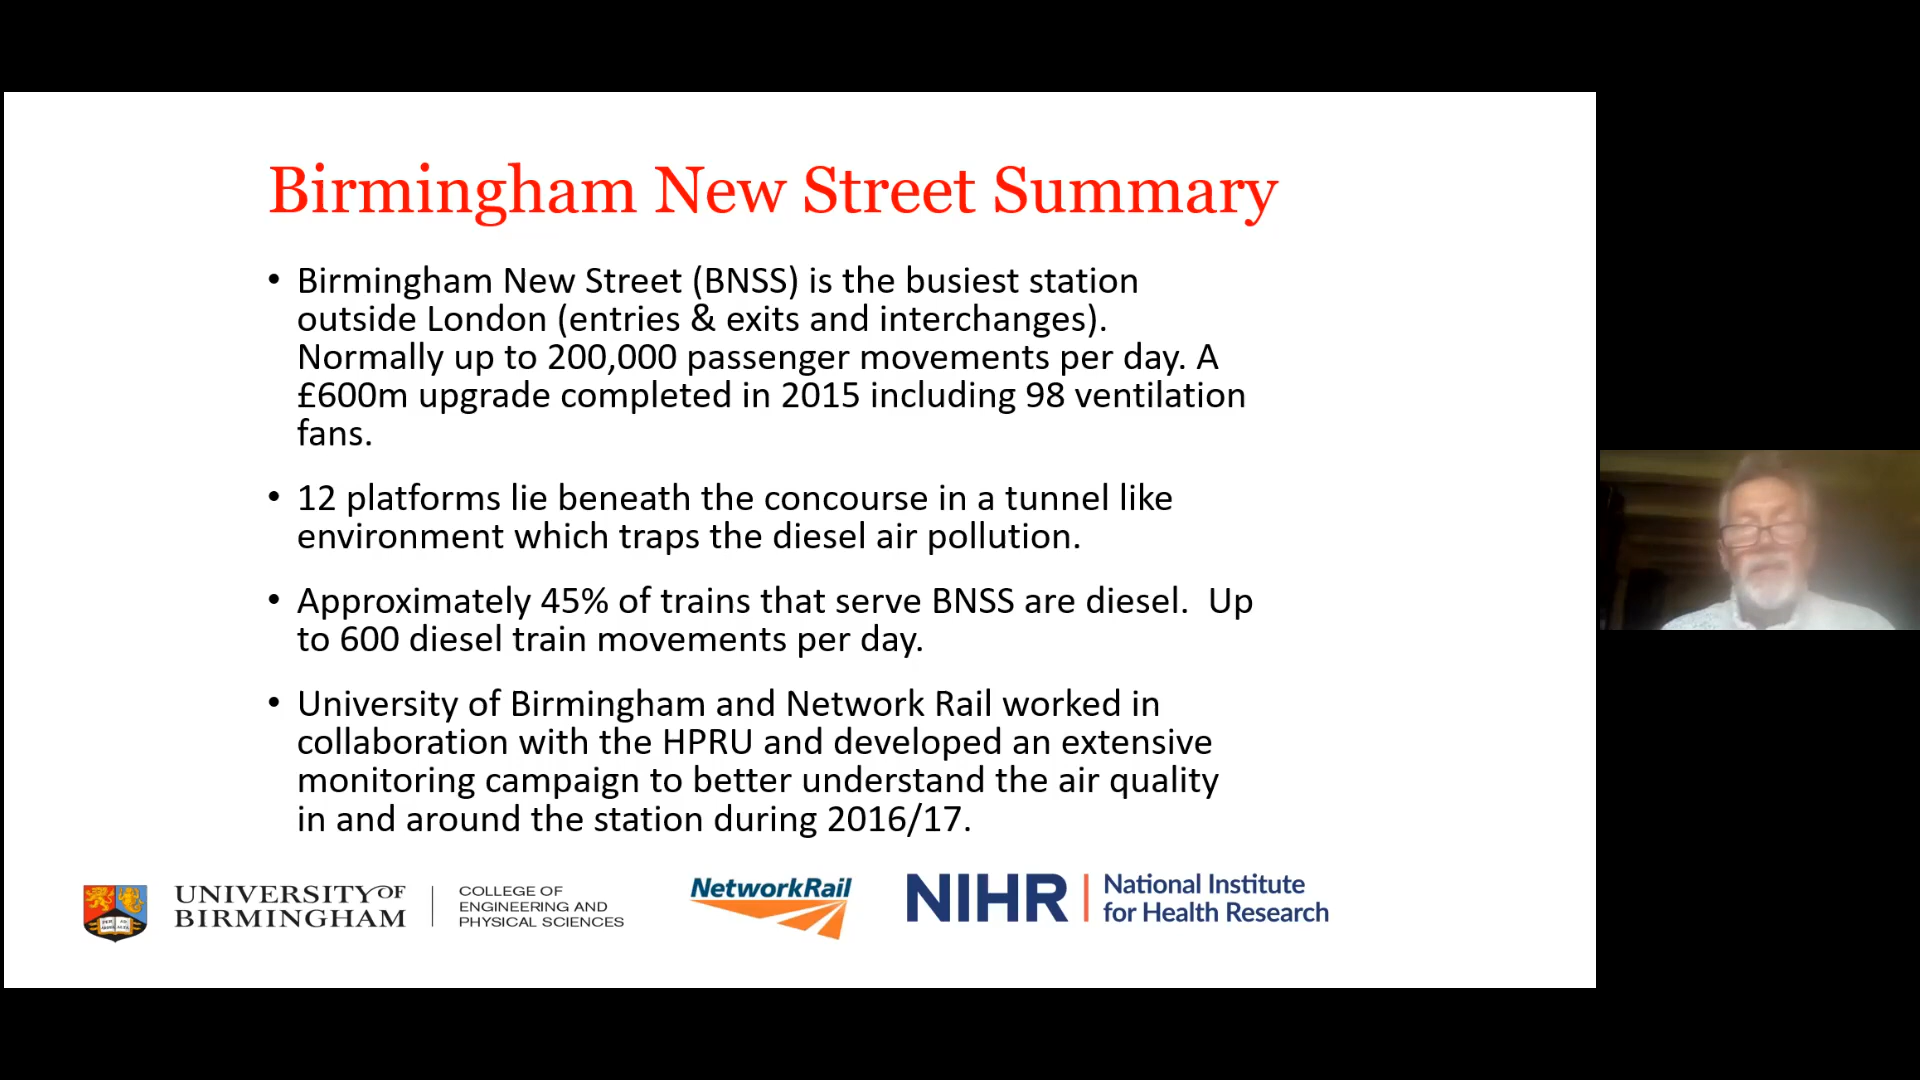 Birmingham New Street Summary
• Birmingham New Street (BNSS) is the busiest station
outside London (entries & exits and interchanges).
Normally up to 200,000 passenger movements per day. A
£600m upgrade completed in 2015 including 98 ventilation
fans.
• 12 platforms lie beneath the concourse in a tunnel like
environment which traps the diesel air pollution.
• Approximately 45% of trains that serve BNSS are diesel.  Up
to 600 diesel train movements per day.
• University of Birmingham and Network Rail worked in
collaboration with the HPRU and developed an extensive
monitoring campaign to better understand the air quality
in and around the station during 2016/17.
UNIVERSITY OF
BIRMINGHAM
COLLEGE OF
ENGINEERING AND
PHYSICAL SCIENCES
NetworkRail
NIHR
National Institute
for Health Research